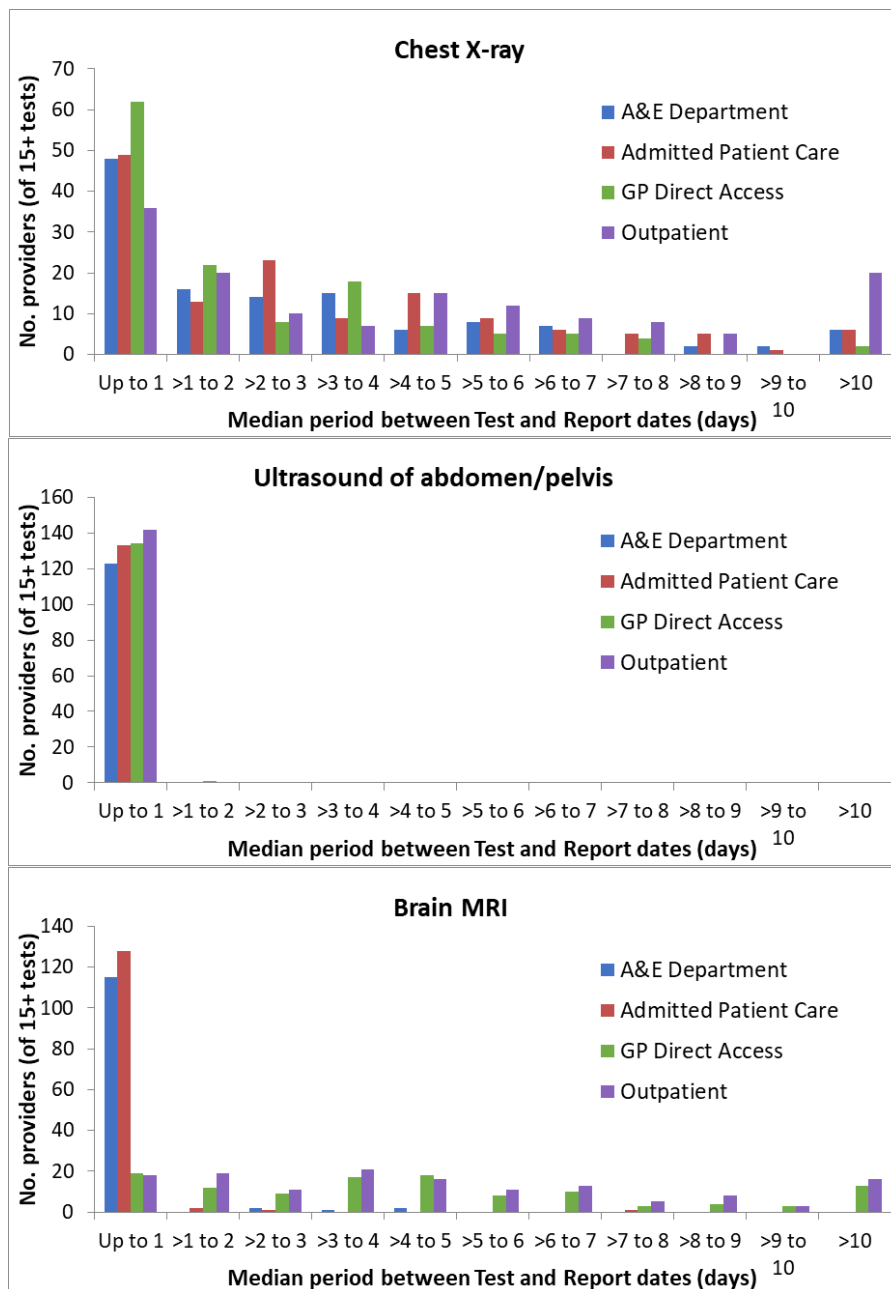 Chest X-ray
No. providers (of 15+ tests)
70
60
50
40
30
20
10
0
A&E Department
Admitted Patient Care
GP Direct Access
Outpatient
Up to 1 >1 to 2 >2 to 3 >3 to 4 >4 to 5 >5 to 6 >6 to 7 >7 to 8 >8 to 9 >9 to 10 >10
Median period between Test and Report dates (days)
Ultrasound of abdomen/pelvis
No. providers (of 15+ tests)
160
140
120
100
80
60
40
20
0
A&E Department
Admitted Patient Care
GP Direct Access
Outpatient
Up to 1 >1 to 2 >2 to 3 >3 to 4 >4 to 5 >5 to 6 >6 to 7 >7 to 8 >8 to 9 >9 to 10 >10
Median period between Test and Report dates (days)
Brain MRI
No. providers (of 15+ tests)
140
120
100
80
60
40
20
0
A&E Department
Admitted Patient Care
GP Direct Access
Outpatient
Up to 1 >1 to 2 >2 to 3 >3 to 4 >4 to 5 >5 to 6 >6 to 7 >7 to 8 >8 to 9 >9 to 10 >10
Median period between Test and Report dates (days)